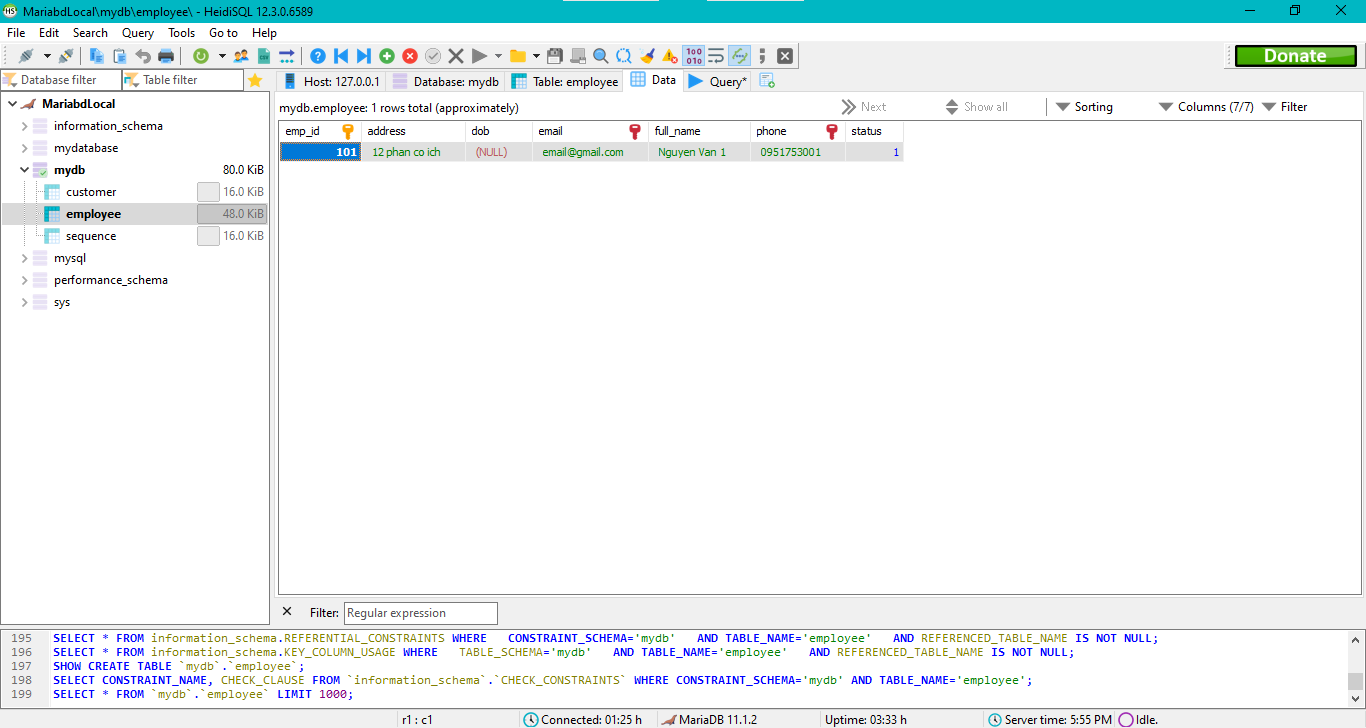 MariabdLocal\mydb\employee\ - HeidiSQL 12.3.0.6589
File Edit Search Query Tools Go to Help
Donate
Database filter Table filter
Host: 127.0.0.1 Database: mydb Table: employee Data Query*
MariabdLocal
information_schema
mydatabase
mydb 80.0 KiB
customer 16.0 KiB
employee 48.0 KiB
sequence 16.0 KiB
mysql
performance_schema
sys
mydb.employee: 1 rows total (approximately) Next Show all Sorting Columns (7/7) Filter
emp_id address dob email full_name phone status
101 12 phan co ich (NULL) email@gmail.com Nguyen Van 1 0951753001 1
Filter: Regular expression
195 SELECT * FROM information_schema.REFERENTIAL_CONSTRAINTS WHERE CONSTRAINT_SCHEMA='mydb' AND TABLE_NAME='employee' AND REFERENCED_TABLE_NAME IS NOT NULL;
196 SELECT * FROM information_schema.KEY_COLUMN_USAGE WHERE TABLE_SCHEMA='mydb' AND TABLE_NAME='employee' AND REFERENCED_TABLE_NAME IS NOT NULL;
197 SHOW CREATE TABLE `mydb`.`employee`;
198 SELECT CONSTRAINT_NAME, CHECK_CLAUSE FROM `information_schema`.`CHECK_CONSTRAINTS` WHERE CONSTRAINT_SCHEMA='mydb' AND TABLE_NAME='employee';
199 SELECT * FROM `mydb`.`employee` LIMIT 1000;
r1 : c1 Connected: 01:25 h MariaDB 11.1.2 Uptime: 03:33 h Server time: 5:55 PM Idle.